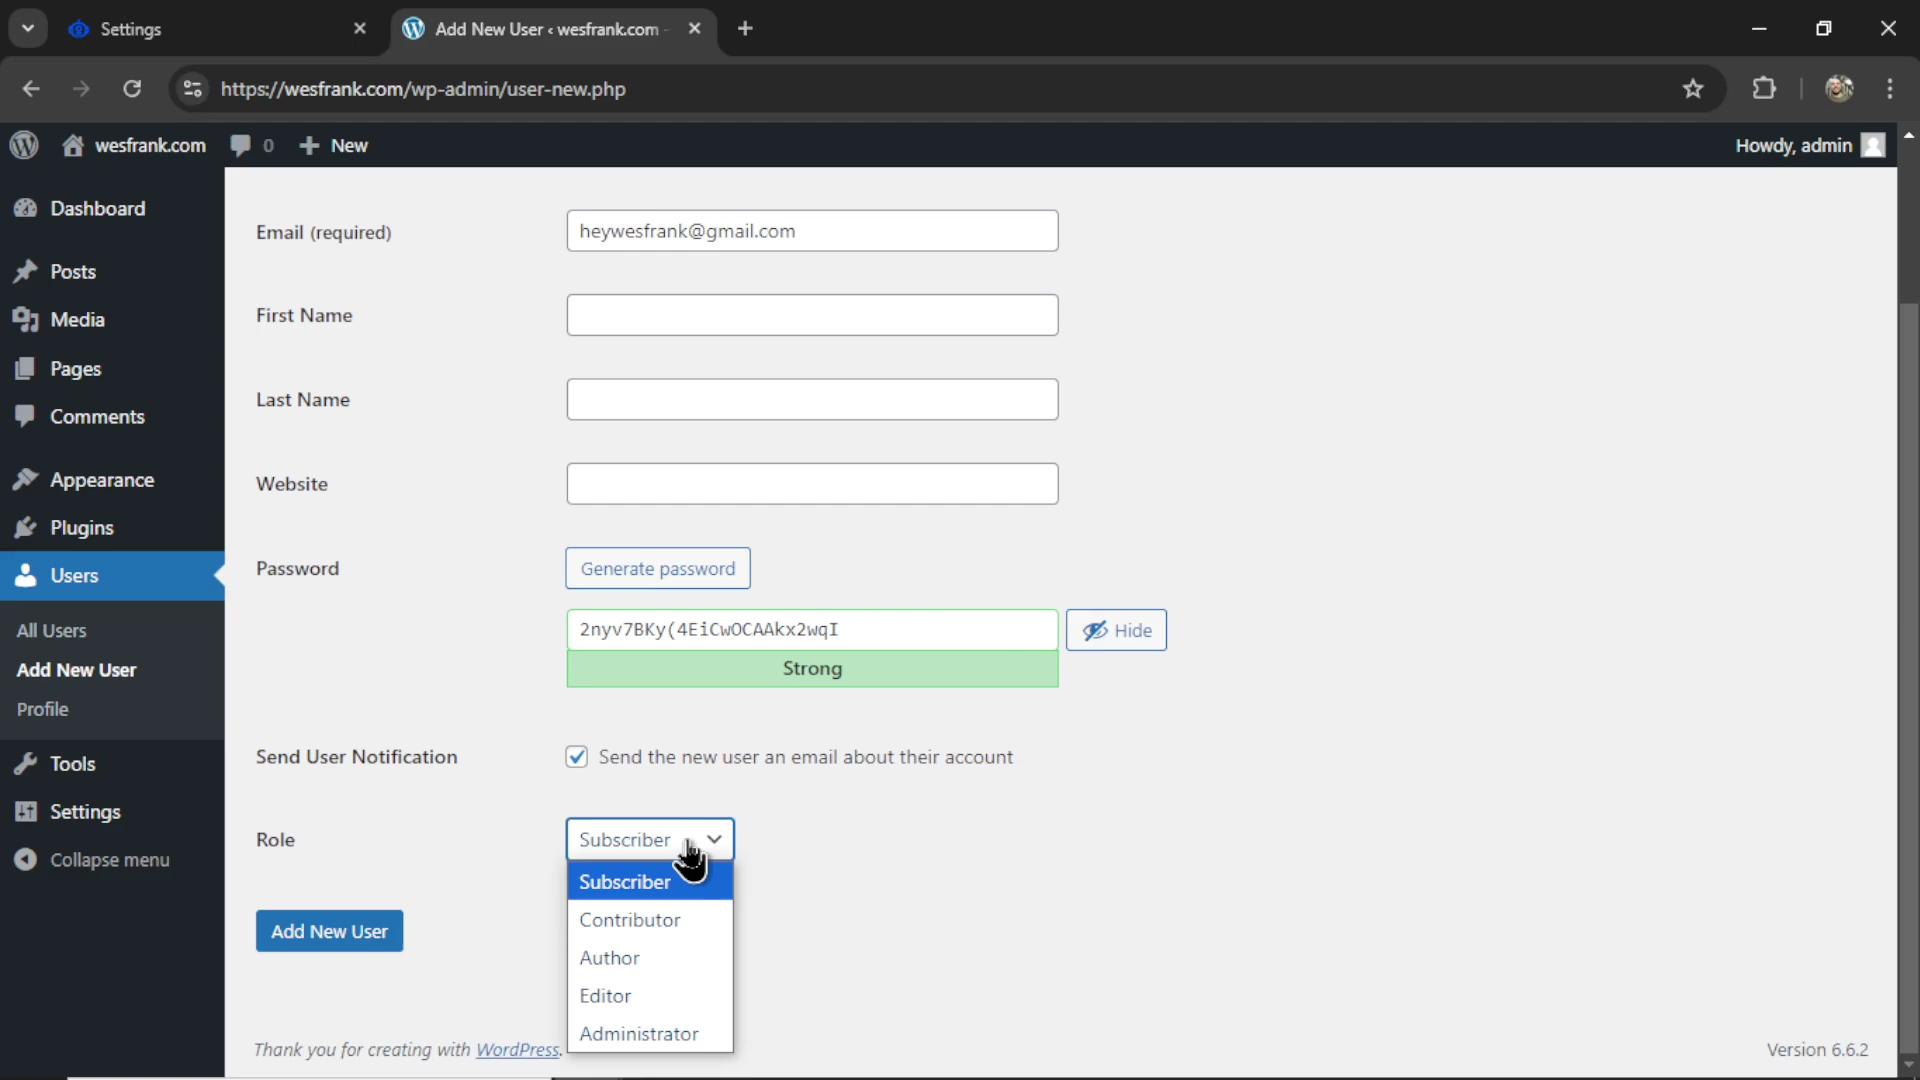 Settings
Add New User ‹ wesfrank.com -
https://wesfrank.com/wp-admin/user-new.php
wesfrank.com
0
New
Howdy, admin
Dashboard
Posts
Media
Pages
Comments
Appearance
Plugins
Users
All Users
Add New User
Profile
Tools
Settings
Collapse menu
Email (required)
heywesfrank@gmail.com
First Name
Last Name
Website
Password
Generate password
2nyv7BKy(4EiCwOCAAkx2wqI
Hide
Strong
Send User Notification
Send the new user an email about their account
Role
Subscriber
Subscriber
Contributor
Author
Editor
Administrator
Add New User
Thank you for creating with WordPress.
Version 6.6.2